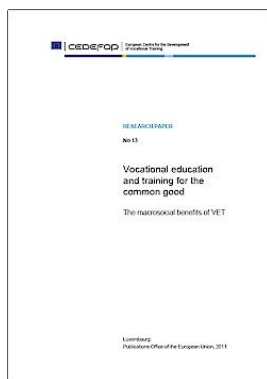 CEDEFOP
European Centre for the Development
of Vocational Training
RESEARCH PAPER
No 13
Vocational education
and training for the
common good
The macrosocial benefits of VET
Luxembourg:
Publications Office of the European Union, 2011